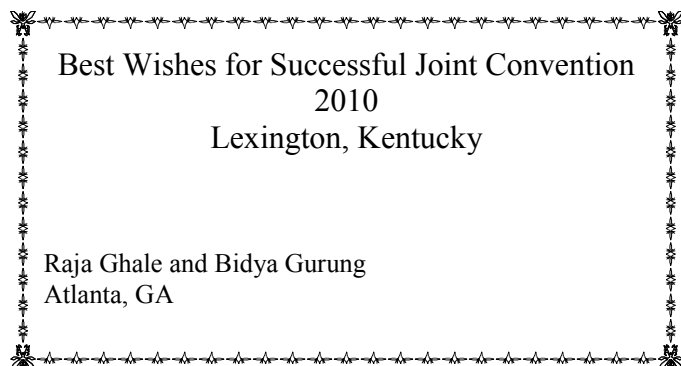 Best Wishes for Successful Joint Convention
2010
Lexington, Kentucky
Raja Ghale and Bidya Gurung
Atlanta, GA